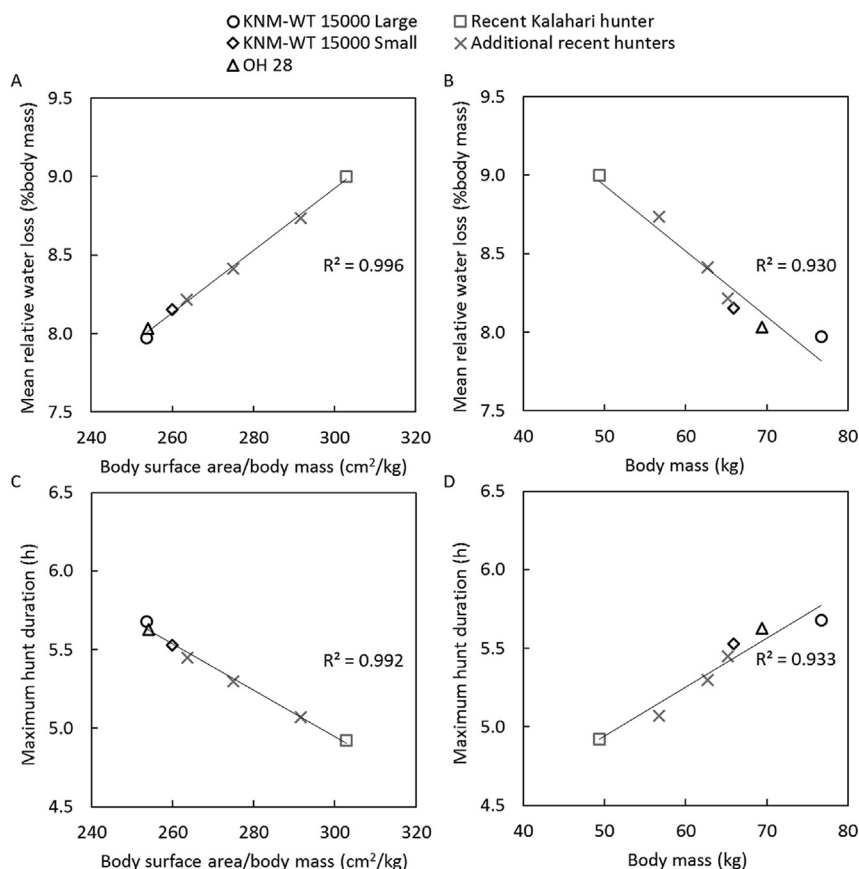 KNM-WT 15000 Large
Recent Kalahari hunter
KNM-WT 15000 Small
Additional recent hunters
OH 28
A
9.5
9.0
8.5
8.0
7.5
Mean relative water loss (%body mass)
R² = 0.996
240 260 280 300 320
Body surface area/body mass (cm²/kg)
B
9.5
9.0
8.5
8.0
7.5
Mean relative water loss (%body mass)
R² = 0.930
40 50 60 70 80
Body mass (kg)
C
6.5
6.0
5.5
5.0
4.5
Maximum hunt duration (h)
R² = 0.992
240 260 280 300 320
Body surface area/body mass (cm²/kg)
D
6.5
6.0
5.5
5.0
4.5
Maximum hunt duration (h)
R² = 0.933
40 50 60 70 80
Body mass (kg)